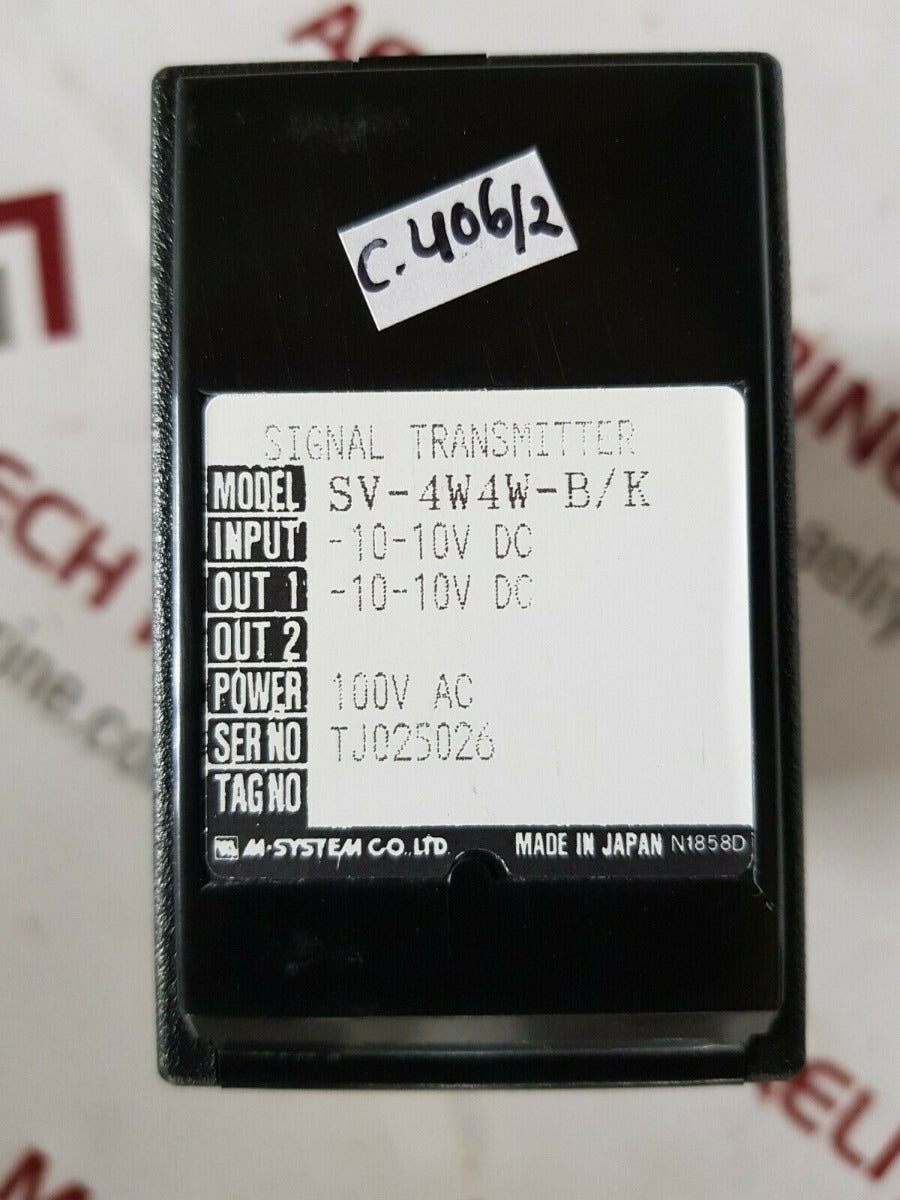 C.406/2
SIGNAL TRANSMITTER
MODEL SV-4W4W-B/K
INPUT -10-10V DC
OUT 1 -10-10V DC
OUT 2
POWER 100V AC
SER NO TJ025026
TAG NO
M-SYSTEM CO.,LTD. MADE IN JAPAN N1858D